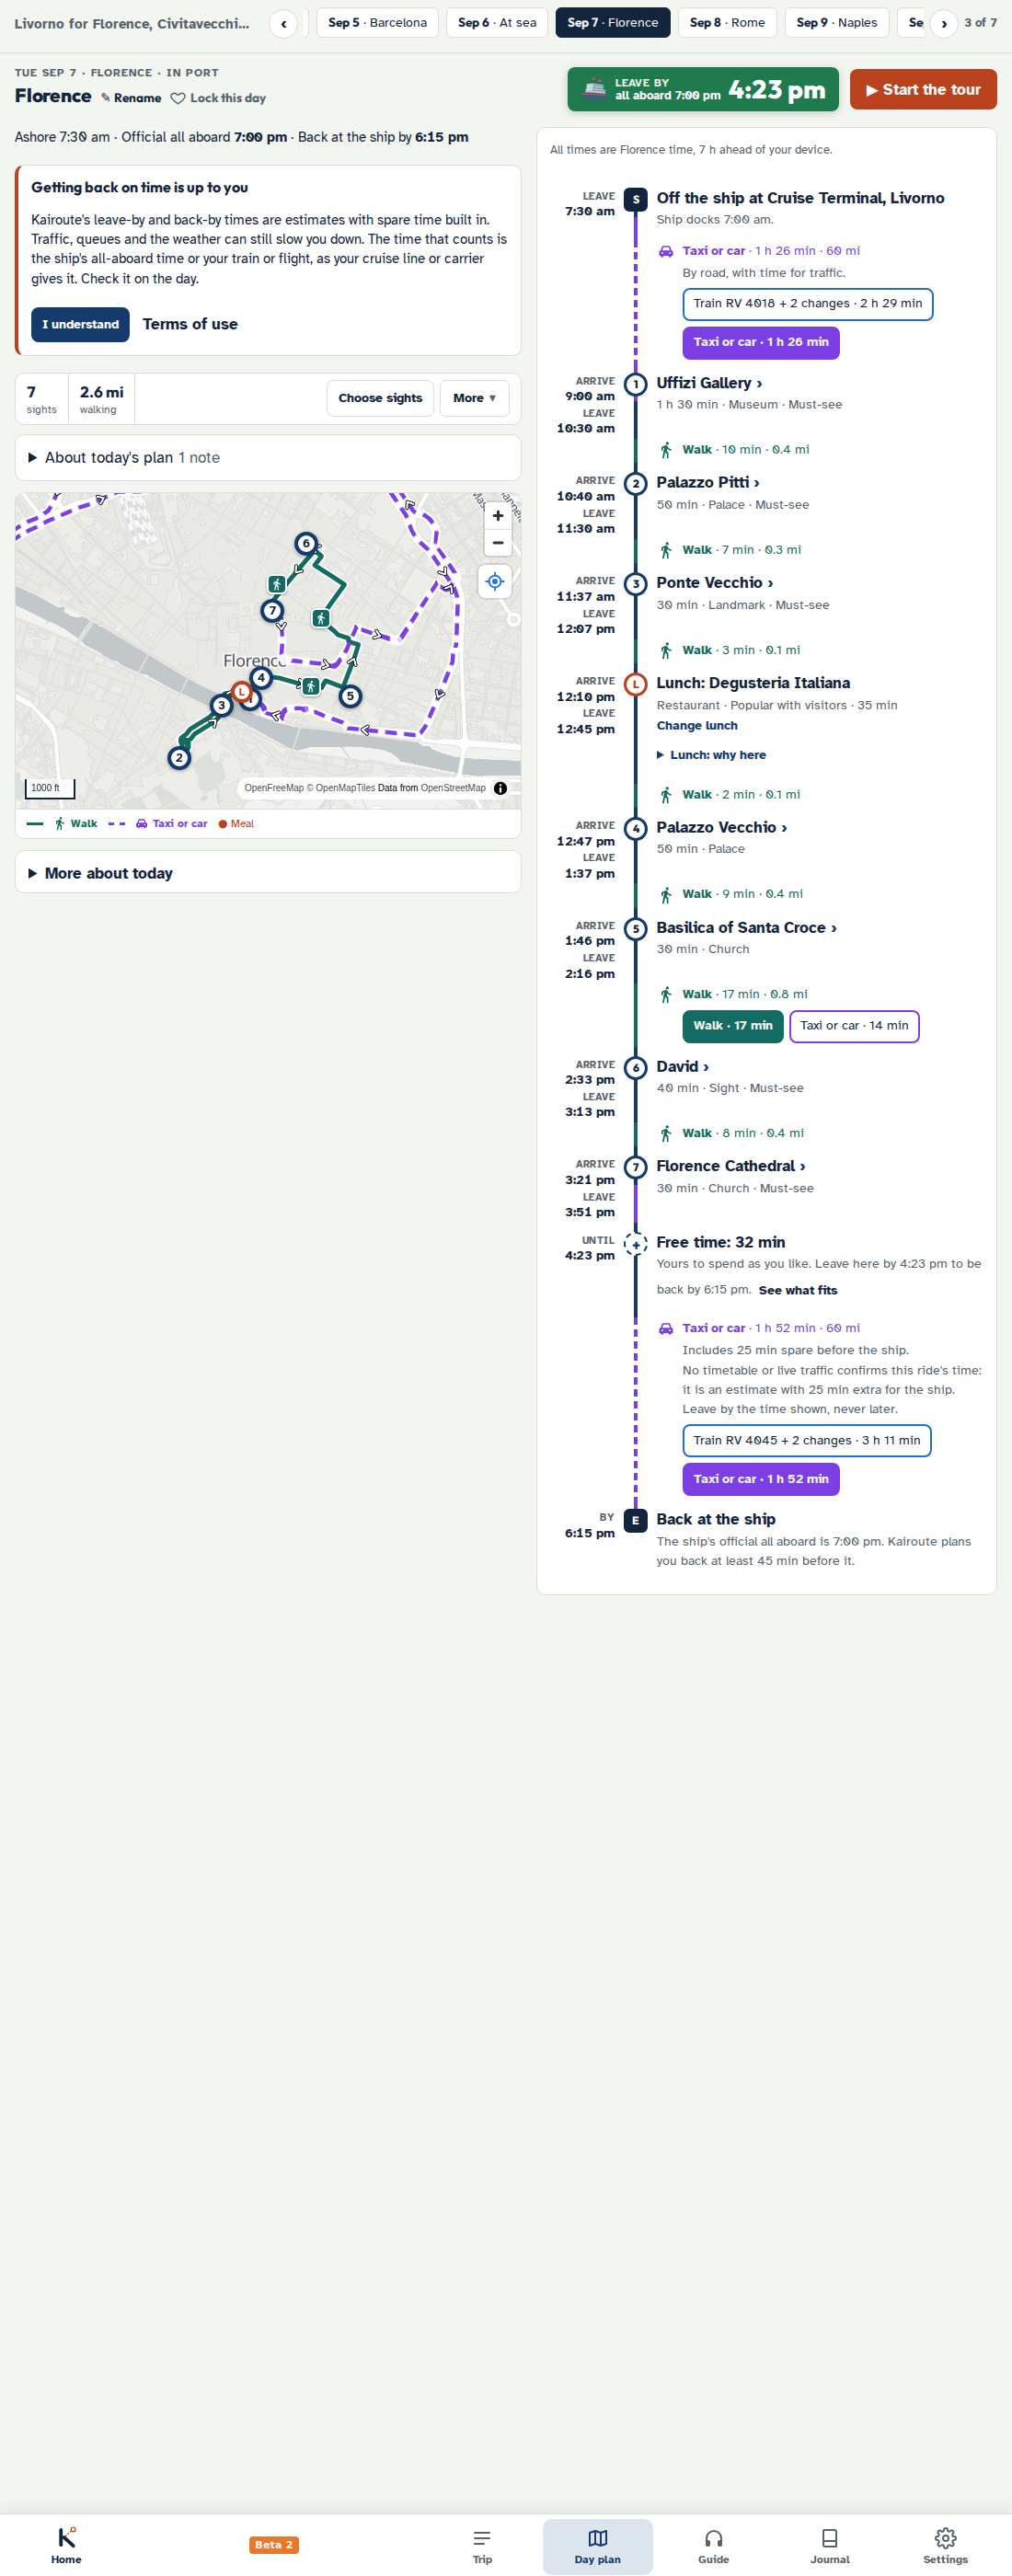 Livorno for Florence, Civitavecchi...
‹
Sep 5 · Barcelona
Sep 6 · At sea
Sep 7 · Florence
Sep 8 · Rome
Sep 9 · Naples
Se
›
3 of 7
TUE SEP 7 · FLORENCE · IN PORT
Florence ✎ Rename Lock this day
LEAVE BY
all aboard 7:00 pm
4:23 pm
▶ Start the tour
Ashore 7:30 am · Official all aboard 7:00 pm · Back at the ship by 6:15 pm
Getting back on time is up to you
Kairoute's leave-by and back-by times are estimates with spare time built in.
Traffic, queues and the weather can still slow you down. The time that counts is
the ship's all-aboard time or your train or flight, as your cruise line or carrier
gives it. Check it on the day.
I understand
Terms of use
7
sights
2.6 mi
walking
Choose sights
More ▼
▶ About today's plan 1 note
6
7
Florence
4
L
3
5
2
+
−
1000 ft
OpenFreeMap © OpenMapTiles Data from OpenStreetMap
Walk
Taxi or car
Meal
▶ More about today
All times are Florence time, 7 h ahead of your device.
LEAVE
7:30 am
S
Off the ship at Cruise Terminal, Livorno
Ship docks 7:00 am.
Taxi or car · 1 h 26 min · 60 mi
By road, with time for traffic.
Train RV 4018 + 2 changes · 2 h 29 min
Taxi or car · 1 h 26 min
ARRIVE
9:00 am
LEAVE
10:30 am
1
Uffizi Gallery ›
1 h 30 min · Museum · Must-see
Walk · 10 min · 0.4 mi
ARRIVE
10:40 am
LEAVE
11:30 am
2
Palazzo Pitti ›
50 min · Palace · Must-see
Walk · 7 min · 0.3 mi
ARRIVE
11:37 am
LEAVE
12:07 pm
3
Ponte Vecchio ›
30 min · Landmark · Must-see
Walk · 3 min · 0.1 mi
ARRIVE
12:10 pm
LEAVE
12:45 pm
L
Lunch: Degusteria Italiana
Restaurant · Popular with visitors · 35 min
Change lunch
▶ Lunch: why here
Walk · 2 min · 0.1 mi
ARRIVE
12:47 pm
LEAVE
1:37 pm
4
Palazzo Vecchio ›
50 min · Palace
Walk · 9 min · 0.4 mi
ARRIVE
1:46 pm
LEAVE
2:16 pm
5
Basilica of Santa Croce ›
30 min · Church
Walk · 17 min · 0.8 mi
Walk · 17 min
Taxi or car · 14 min
ARRIVE
2:33 pm
LEAVE
3:13 pm
6
David ›
40 min · Sight · Must-see
Walk · 8 min · 0.4 mi
ARRIVE
3:21 pm
LEAVE
3:51 pm
7
Florence Cathedral ›
30 min · Church · Must-see
UNTIL
4:23 pm
+
Free time: 32 min
Yours to spend as you like. Leave here by 4:23 pm to be
back by 6:15 pm. See what fits
Taxi or car · 1 h 52 min · 60 mi
Includes 25 min spare before the ship.
No timetable or live traffic confirms this ride's time:
it is an estimate with 25 min extra for the ship.
Leave by the time shown, never later.
Train RV 4045 + 2 changes · 3 h 11 min
Taxi or car · 1 h 52 min
BY
6:15 pm
E
Back at the ship
The ship's official all aboard is 7:00 pm. Kairoute plans
you back at least 45 min before it.
Home
Beta 2
Trip
Day plan
Guide
Journal
Settings